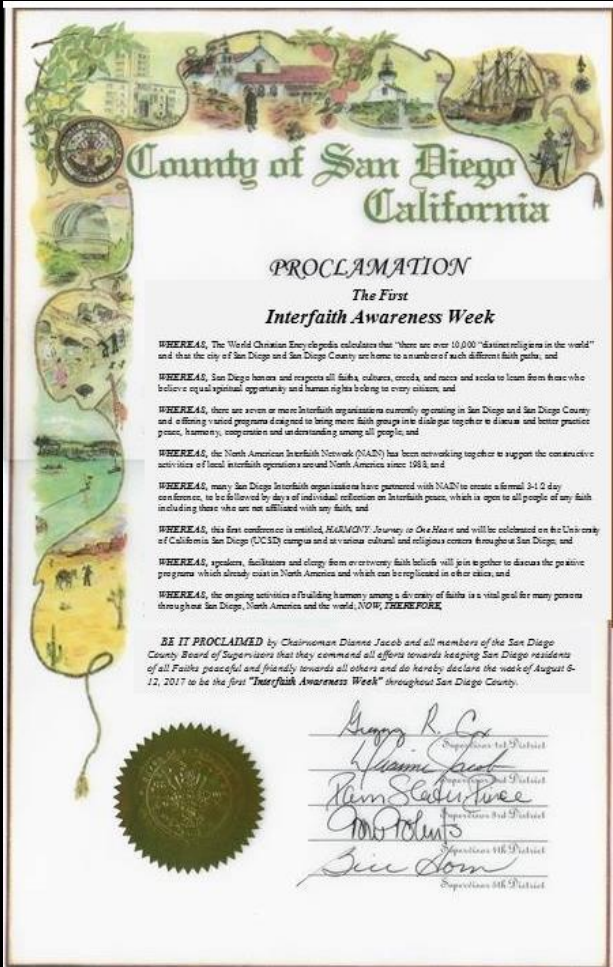 County of San Diego
California
PROCLAMATION
The First
Interfaith Awareness Week
WHEREAS, The World Christian Encyclopedia calculates that "there are over 10,000 "distinct religions in the world"
and that the city of San Diego and San Diego County are home to a number of such different faith paths; and
WHEREAS, San Diego honors and respects all faiths, cultures, creeds, and races and seeks to learn from those who
believe equal spiritual opportunity and human rights belong to every citizen; and
WHEREAS, there are seven or more Interfaith organizations currently operating in San Diego and San Diego County
and offering varied programs designed to bring more faith groups into dialogue together to discuss and better practice
peace, harmony, cooperation and understanding among all people; and
WHEREAS, the North American Interfaith Network (NAIN) has been networking together to support the constructive
activities of local interfaith operations around North America since 1988; and
WHEREAS, many San Diego Interfaith organizations have partnered with NAIN to create a formal 3-1/2 day
conference, to be followed by days of individual reflection on Interfaith peace, which is open to all people of any faith
including those who are not affiliated with any faith; and
WHEREAS, this first conference is entitled, HARMONY: Journey to One Heart and will be celebrated on the University
of California San Diego (UCSD) campus and at various cultural and religious centers throughout San Diego; and
WHEREAS, speakers, facilitators and clergy from over twenty faith beliefs will join together to discuss the positive
programs which already exist in North America and which can be replicated in other cities; and
WHEREAS, the ongoing activities of building harmony among a diversity of faiths is a vital goal for many persons
throughout San Diego, North America and the world; NOW, THEREFORE,
BE IT PROCLAIMED by Chairwoman Dianne Jacob and all members of the San Diego
County Board of Supervisors that they commend all efforts towards keeping San Diego residents
of all Faiths peaceful and friendly towards all others and do hereby declare the week of August 6-
12, 2017 to be the first "Interfaith Awareness Week" throughout San Diego County.
Gregory R. Cox
Supervisor 1st District
Dianne Jacob
Supervisor 2nd District
Pam Slater-Price
Supervisor 3rd District
Ron Roberts
Supervisor 4th District
Bill Horn
Supervisor 5th District